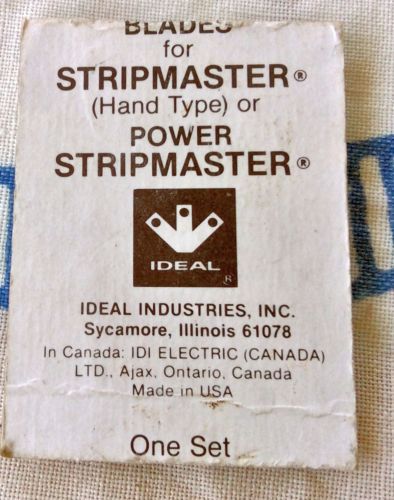 BLADES
for
STRIPMASTER®
(Hand Type) or
POWER
STRIPMASTER®
IDEAL
®
IDEAL INDUSTRIES, INC.
Sycamore, Illinois 61078
In Canada: IDI ELECTRIC (CANADA)
LTD., Ajax, Ontario, Canada
Made in USA
One Set